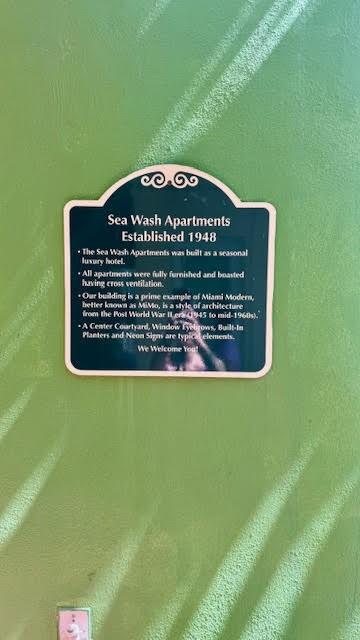 Sea Wash Apartments
Established 1948
• The Sea Wash Apartments was built as a seasonal
luxury hotel.
• All apartments were fully furnished and boasted
having cross ventilation.
• Our building is a prime example of Miami Modern,
better known as MiMo, is a style of architecture
from the Post World War II era (1945 to mid-1960s).
• A Center Courtyard, Window Eyebrows, Built-In
Planters and Neon Signs are typical elements.
We Welcome You!